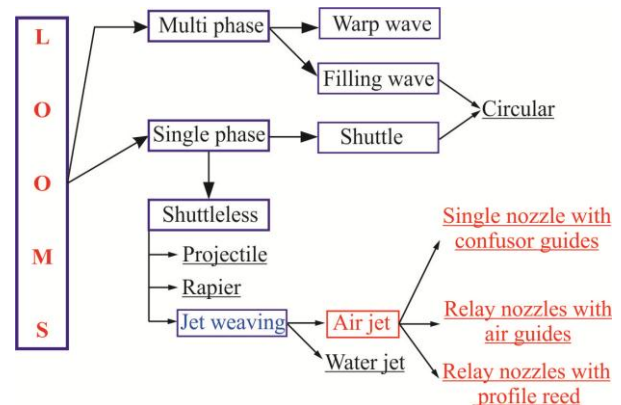 LOOMS
Multi phase
Warp wave
Filling wave
Circular
Single phase
Shuttle
Shuttleless
Projectile
Rapier
Jet weaving
Air jet
Water jet
Single nozzle with
confusor guides
Relay nozzles with
air guides
Relay nozzles with
profile reed